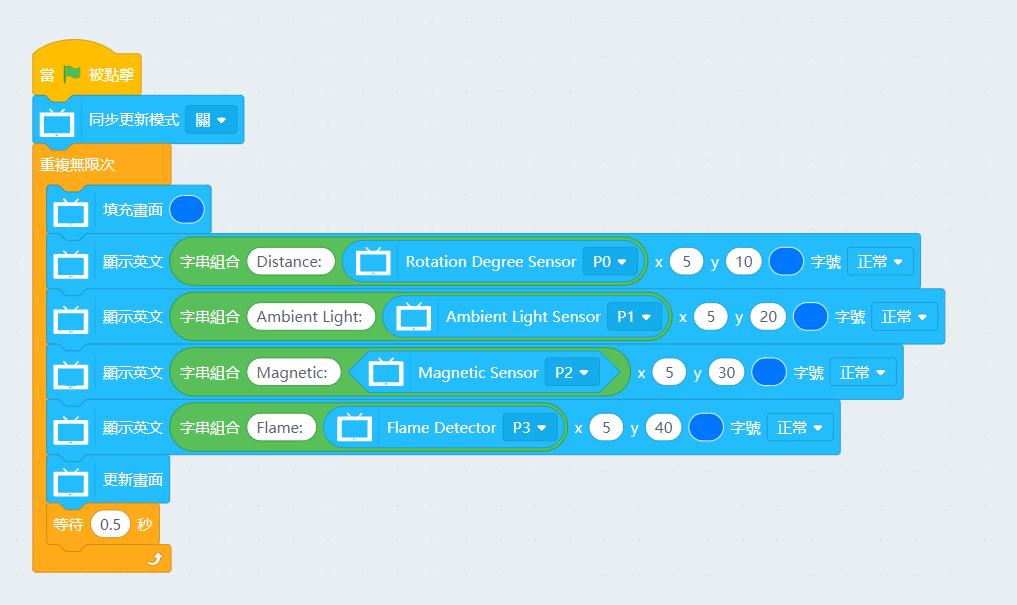 當 被點擊
同步更新模式 關
重複無限次
填充畫面
顯示英文 字串組合 Distance: Rotation Degree Sensor P0 x 5 y 10 字號 正常
顯示英文 字串組合 Ambient Light: Ambient Light Sensor P1 x 5 y 20 字號 正常
顯示英文 字串組合 Magnetic: Magnetic Sensor P2 x 5 y 30 字號 正常
顯示英文 字串組合 Flame: Flame Detector P3 x 5 y 40 字號 正常
更新畫面
等待 0.5 秒